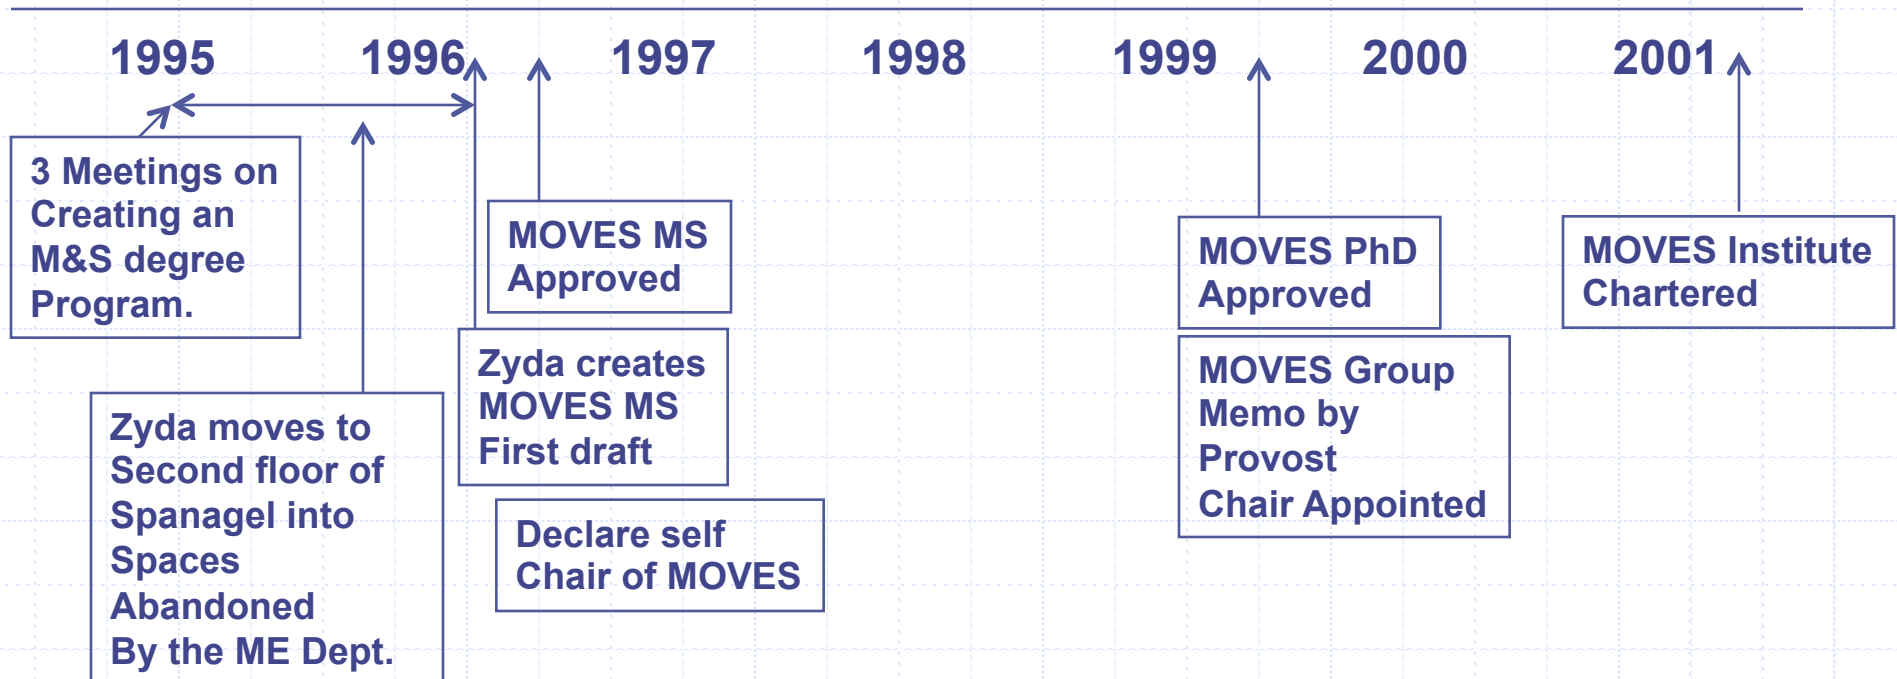 1995 1996 1997 1998 1999 2000 2001
3 Meetings on
Creating an
M&S degree
Program.
Zyda moves to
Second floor of
Spanagel into
Spaces
Abandoned
By the ME Dept.
MOVES MS
Approved
Zyda creates
MOVES MS
First draft
Declare self
Chair of MOVES
MOVES PhD
Approved
MOVES Group
Memo by
Provost
Chair Appointed
MOVES Institute
Chartered